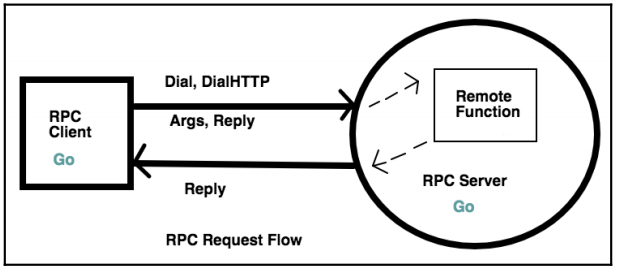 Dial, DialHTTP
Args, Reply
RPC
Client
Go
Reply
Remote
Function
RPC Server
Go
RPC Request Flow